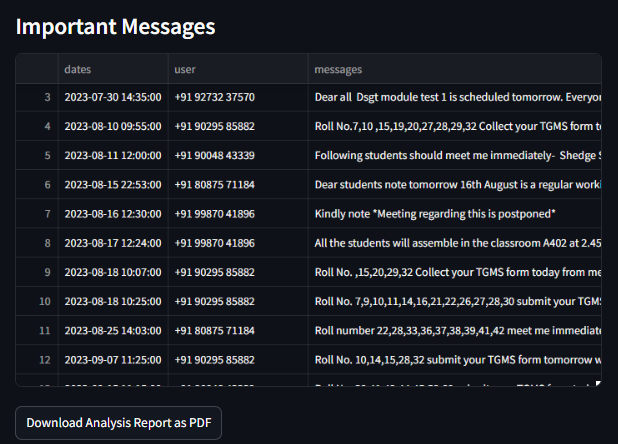 Important Messages
dates user messages
3 2023-07-30 14:35:00 +91 92732 37570 Dear all Dsgt module test 1 is scheduled tomorrow. Everyo
4 2023-08-10 09:55:00 +91 90295 85882 Roll No.7,10 ,15,19,20,27,28,29,32 Collect your TGMS form t
5 2023-08-11 12:00:00 +91 90048 43339 Following students should meet me immediately- Shedge S
6 2023-08-15 22:53:00 +91 80875 71184 Dear students note tomorrow 16th August is a regular work
7 2023-08-16 12:30:00 +91 99870 41896 Kindly note *Meeting regarding this is postponed*
8 2023-08-17 12:24:00 +91 99870 41896 All the students will assemble in the classroom A402 at 2.45
9 2023-08-18 10:07:00 +91 90295 85882 Roll No. ,15,20,29,32 Collect your TGMS form today from me
10 2023-08-18 10:25:00 +91 90295 85882 Roll No. 7,9,10,11,14,16,21,22,26,27,28,30 submit your TGM
11 2023-08-25 14:03:00 +91 80875 71184 Roll number 22,28,33,36,37,38,39,41,42 meet me immediat
12 2023-09-07 11:25:00 +91 90295 85882 Roll No. 10,14,15,28,32 submit your TGMS form tomorrow w
Download Analysis Report as PDF